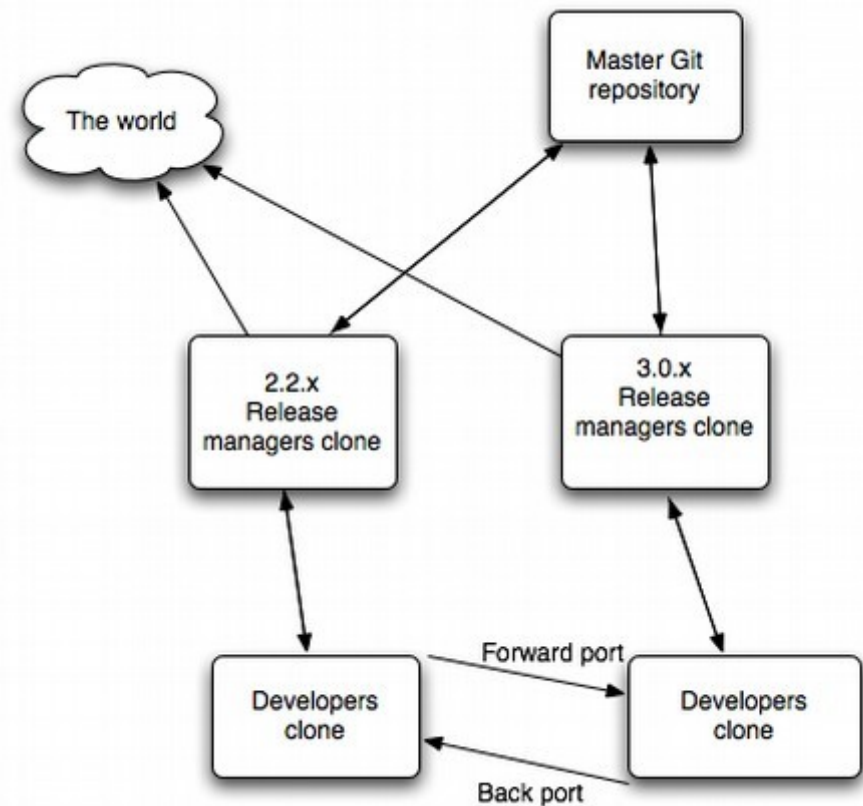 Master Git
repository
The world
2.2.x
Release
managers clone
3.0.x
Release
managers clone
Forward port
Developers
clone
Developers
clone
Back port